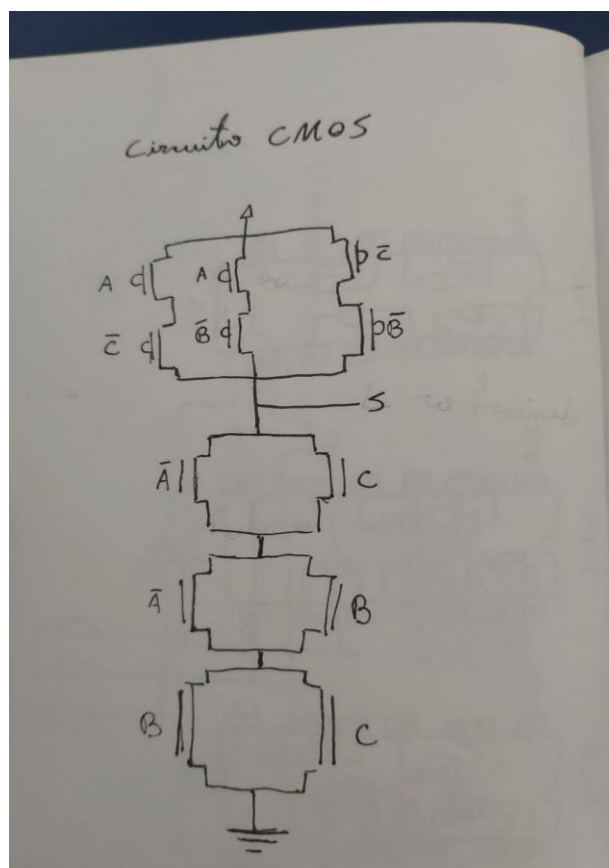 Circuito CMOS
A A C̅
C̅ B̅ B̅
S
A̅ C
A̅ B
B C